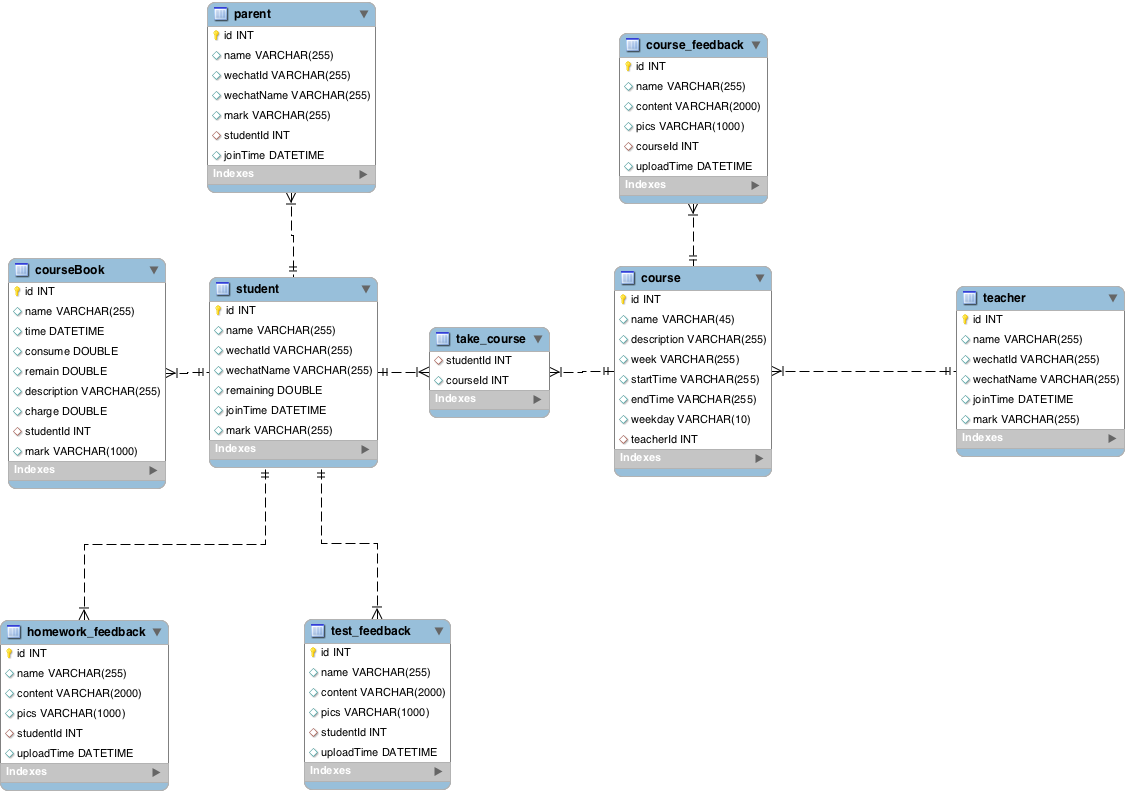 parent
id INT
name VARCHAR(255)
wechatId VARCHAR(255)
wechatName VARCHAR(255)
mark VARCHAR(255)
studentId INT
joinTime DATETIME
Indexes
course_feedback
id INT
name VARCHAR(255)
content VARCHAR(2000)
pics VARCHAR(1000)
courseId INT
uploadTime DATETIME
Indexes
courseBook
id INT
name VARCHAR(255)
time DATETIME
consume DOUBLE
remain DOUBLE
description VARCHAR(255)
charge DOUBLE
studentId INT
mark VARCHAR(1000)
Indexes
student
id INT
name VARCHAR(255)
wechatId VARCHAR(255)
wechatName VARCHAR(255)
remaining DOUBLE
joinTime DATETIME
mark VARCHAR(255)
Indexes
take_course
studentId INT
courseId INT
Indexes
course
id INT
name VARCHAR(45)
description VARCHAR(255)
week VARCHAR(255)
startTime VARCHAR(255)
endTime VARCHAR(255)
weekday VARCHAR(10)
teacherId INT
Indexes
teacher
id INT
name VARCHAR(255)
wechatId VARCHAR(255)
wechatName VARCHAR(255)
joinTime DATETIME
mark VARCHAR(255)
Indexes
homework_feedback
id INT
name VARCHAR(255)
content VARCHAR(2000)
pics VARCHAR(1000)
studentId INT
uploadTime DATETIME
Indexes
test_feedback
id INT
name VARCHAR(255)
content VARCHAR(2000)
pics VARCHAR(1000)
studentId INT
uploadTime DATETIME
Indexes